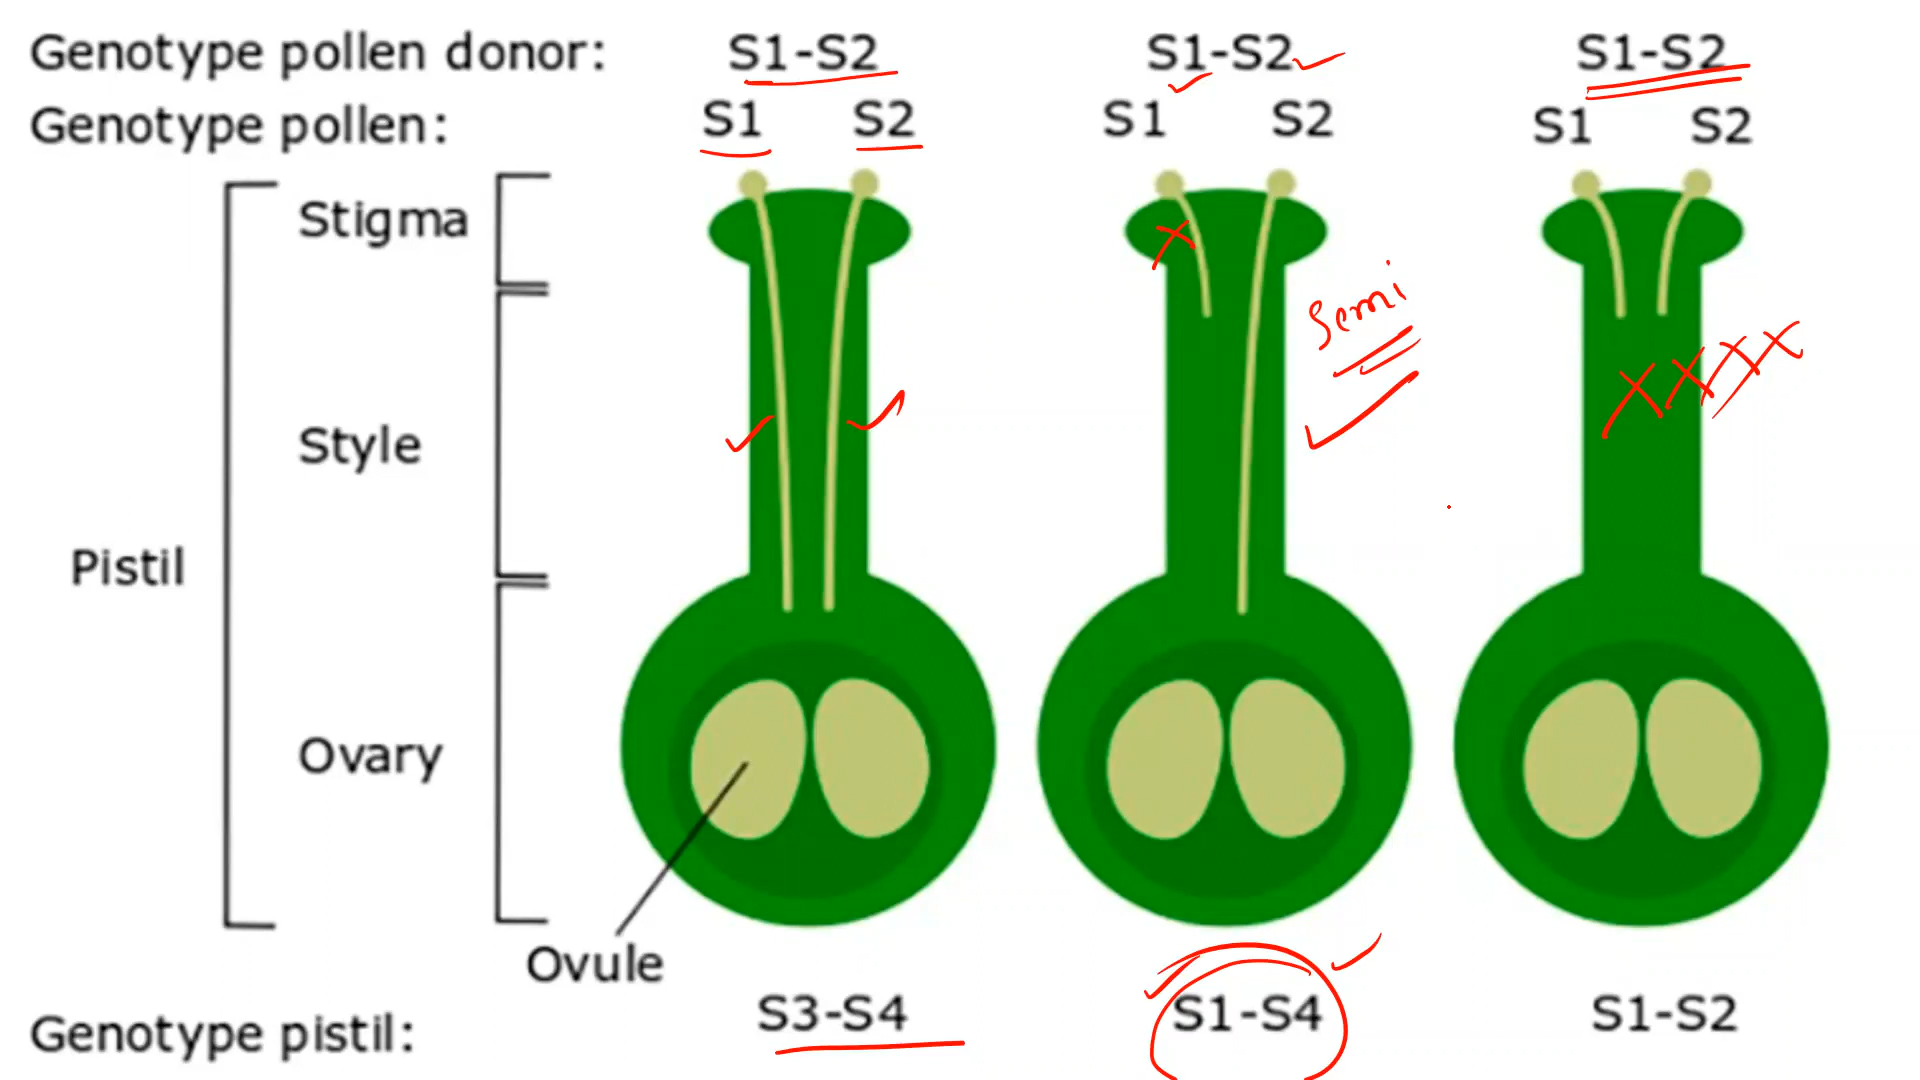 Genotype pollen donor: S1-S2 S1-S2 S1-S2
Genotype pollen: S1 S2 S1 S2 S1 S2
Stigma
Semi
Style
Pistil
Ovary
Ovule
Genotype pistil: S3-S4 S1-S4 S1-S2